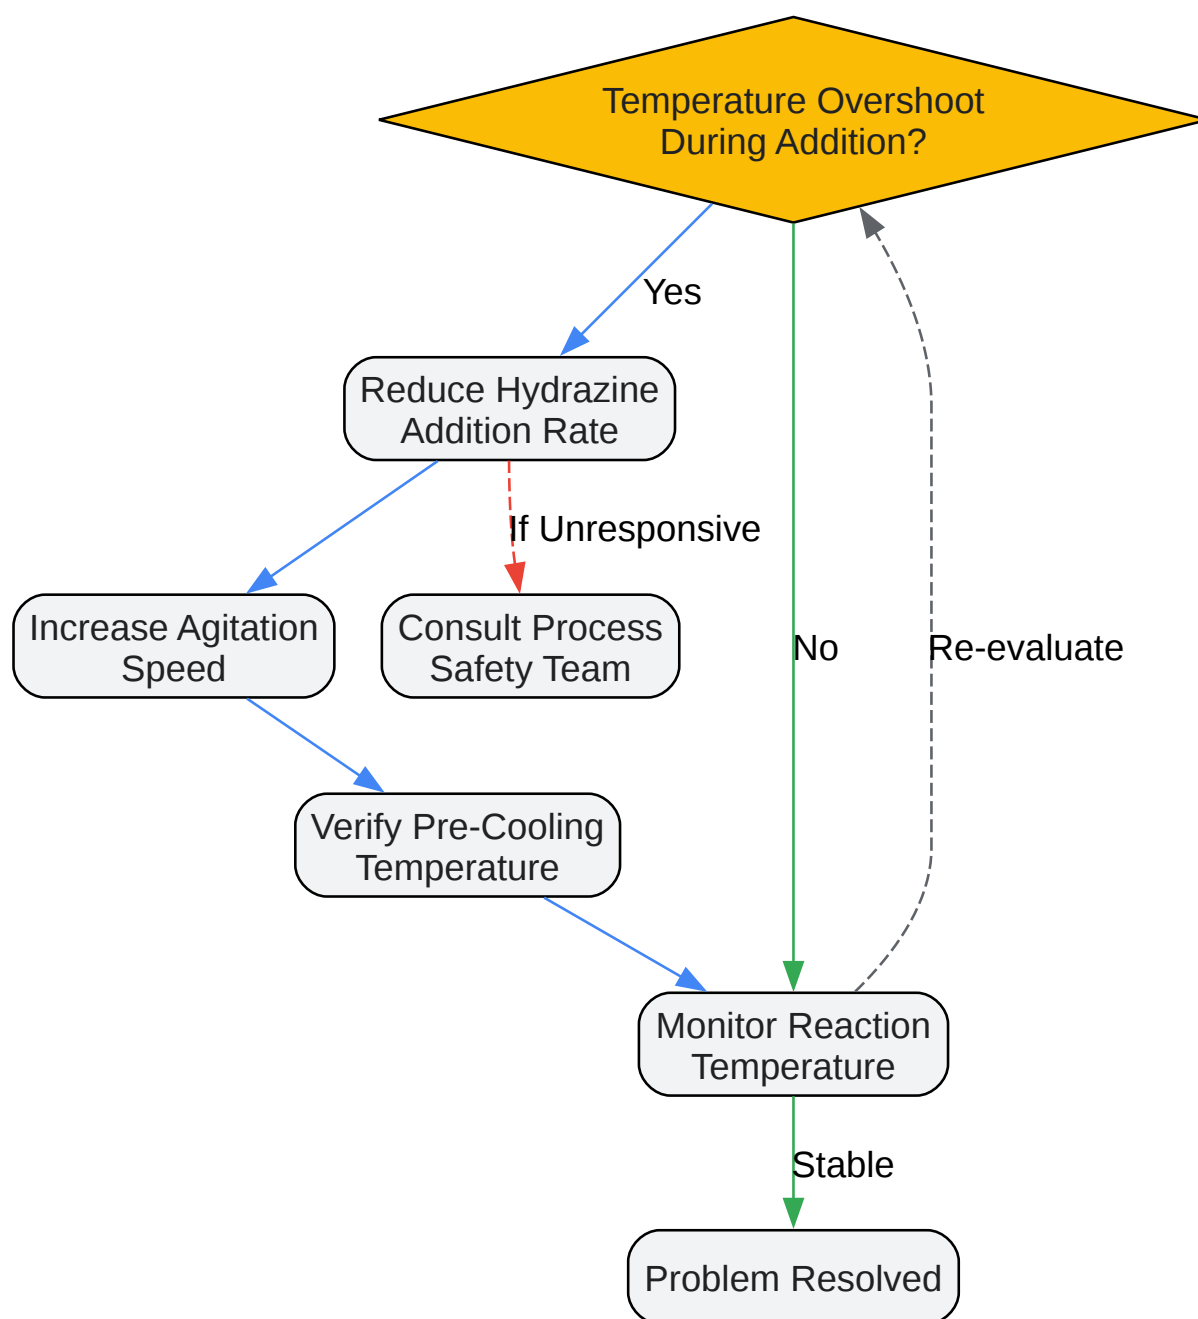 Temperature Overshoot
During Addition?
Yes
Reduce Hydrazine
Addition Rate
If Unresponsive
Increase Agitation
Speed
Consult Process
Safety Team
No
Re-evaluate
Verify Pre-Cooling
Temperature
Monitor Reaction
Temperature
Stable
Problem Resolved